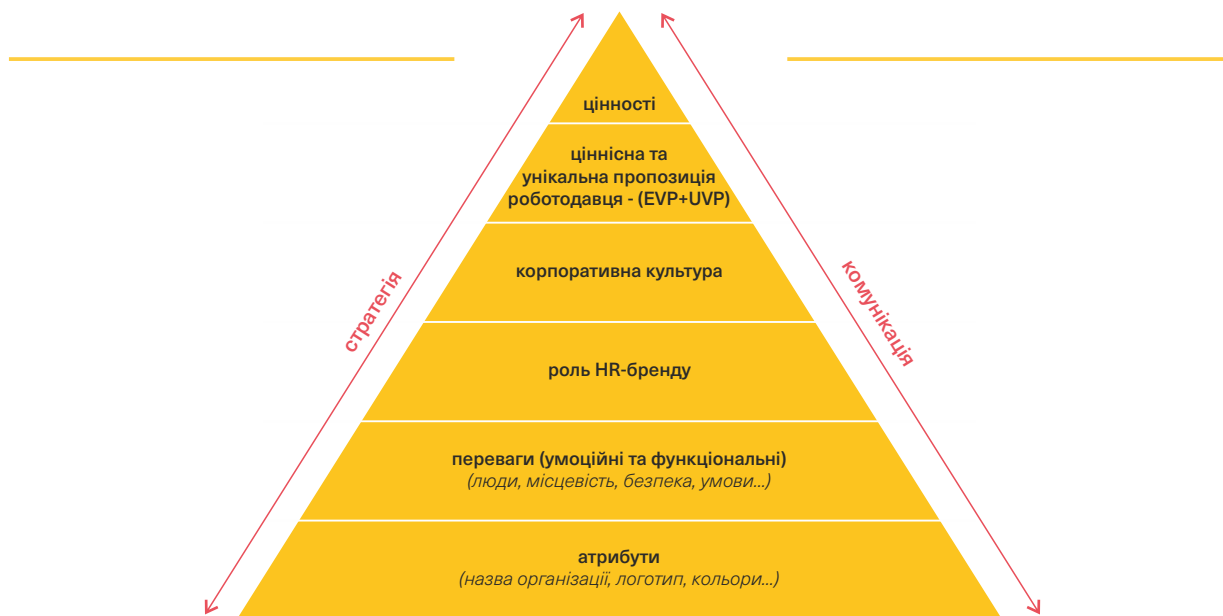 цінності
ціннісна та
унікальна пропозиція
роботодавця - (EVP+UVP)
корпоративна культура
стратегія
комунікація
роль HR-бренду
переваги (умоційні та функціональні)
(люди, місцевість, безпека, умови...)
атрибути
(назва організації, логотип, кольори...)